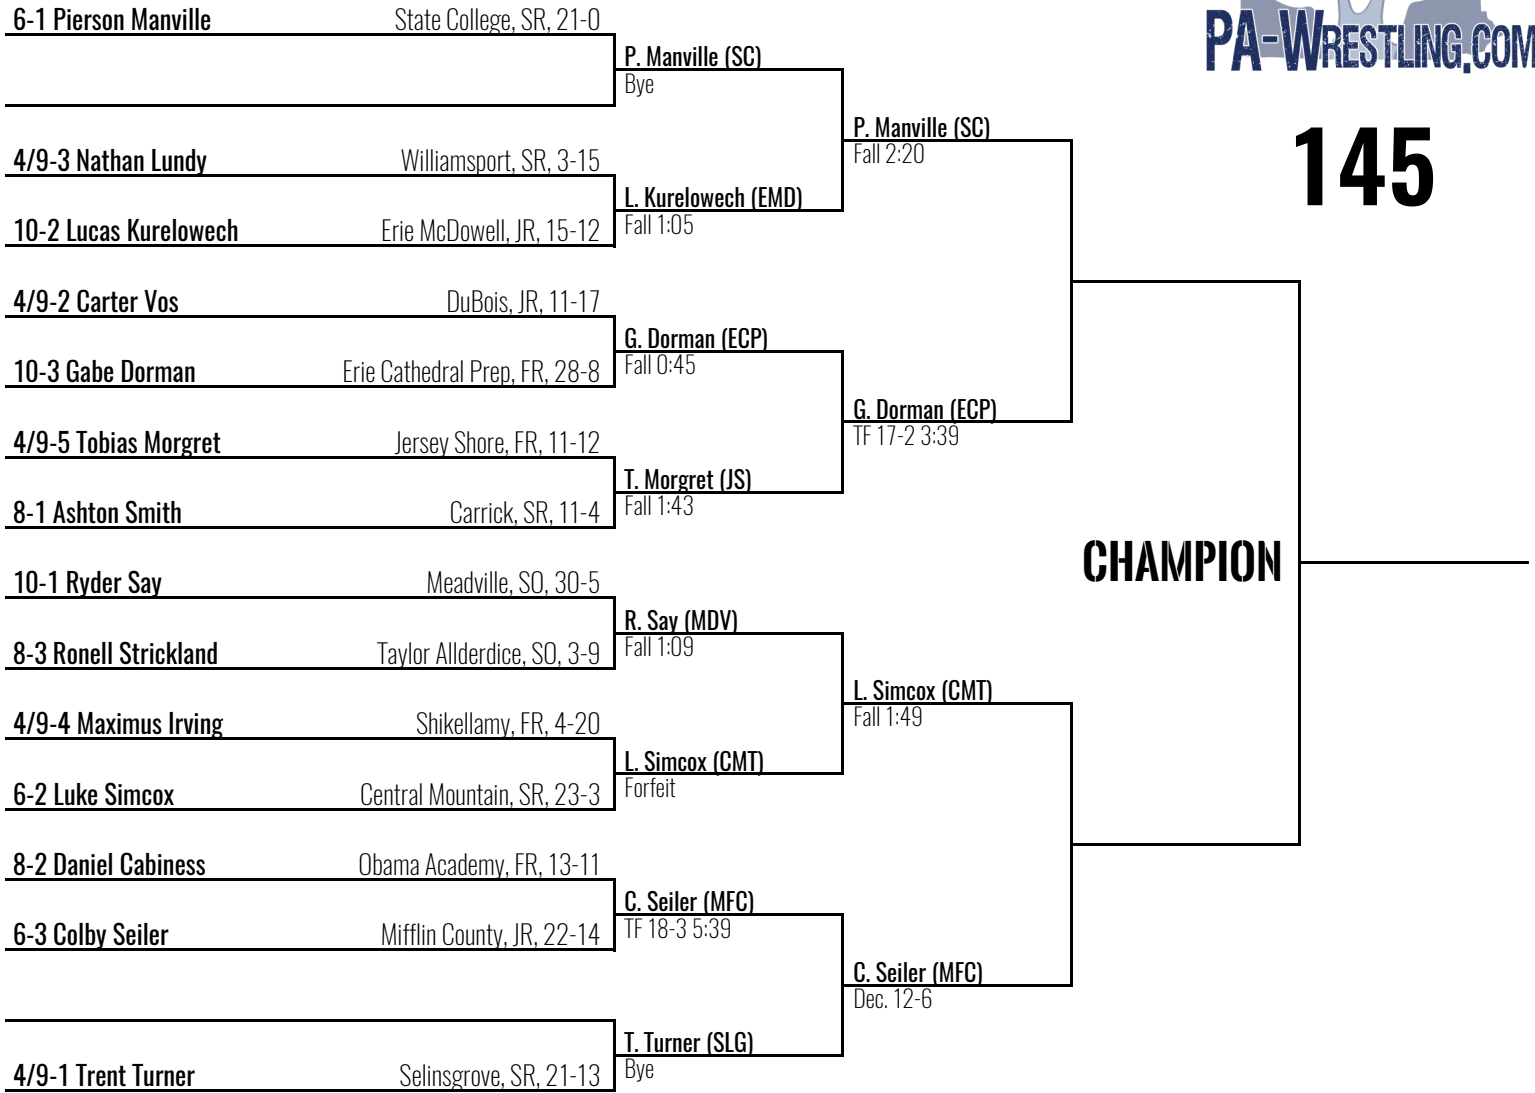 6-1 Pierson Manville State College, SR, 21-0
P. Manville (SC)
Bye
PA-WRESTLING.COM
145
P. Manville (SC)
Fall 2:20
4/9-3 Nathan Lundy Williamsport, SR, 3-15
L. Kurelowech (EMD)
Fall 1:05
10-2 Lucas Kurelowech Erie McDowell, JR, 15-12
4/9-2 Carter Vos DuBois, JR, 11-17
G. Dorman (ECP)
Fall 0:45
10-3 Gabe Dorman Erie Cathedral Prep, FR, 28-8
G. Dorman (ECP)
TF 17-2 3:39
4/9-5 Tobias Morgret Jersey Shore, FR, 11-12
T. Morgret (JS)
Fall 1:43
8-1 Ashton Smith Carrick, SR, 11-4
CHAMPION
10-1 Ryder Say Meadville, SO, 30-5
R. Say (MDV)
Fall 1:09
8-3 Ronell Strickland Taylor Allderdice, SO, 3-9
L. Simcox (CMT)
Fall 1:49
4/9-4 Maximus Irving Shikellamy, FR, 4-20
L. Simcox (CMT)
Forfeit
6-2 Luke Simcox Central Mountain, SR, 23-3
8-2 Daniel Cabiness Obama Academy, FR, 13-11
C. Seiler (MFC)
TF 18-3 5:39
6-3 Colby Seiler Mifflin County, JR, 22-14
C. Seiler (MFC)
Dec. 12-6
T. Turner (SLG)
Bye
4/9-1 Trent Turner Selinsgrove, SR, 21-13